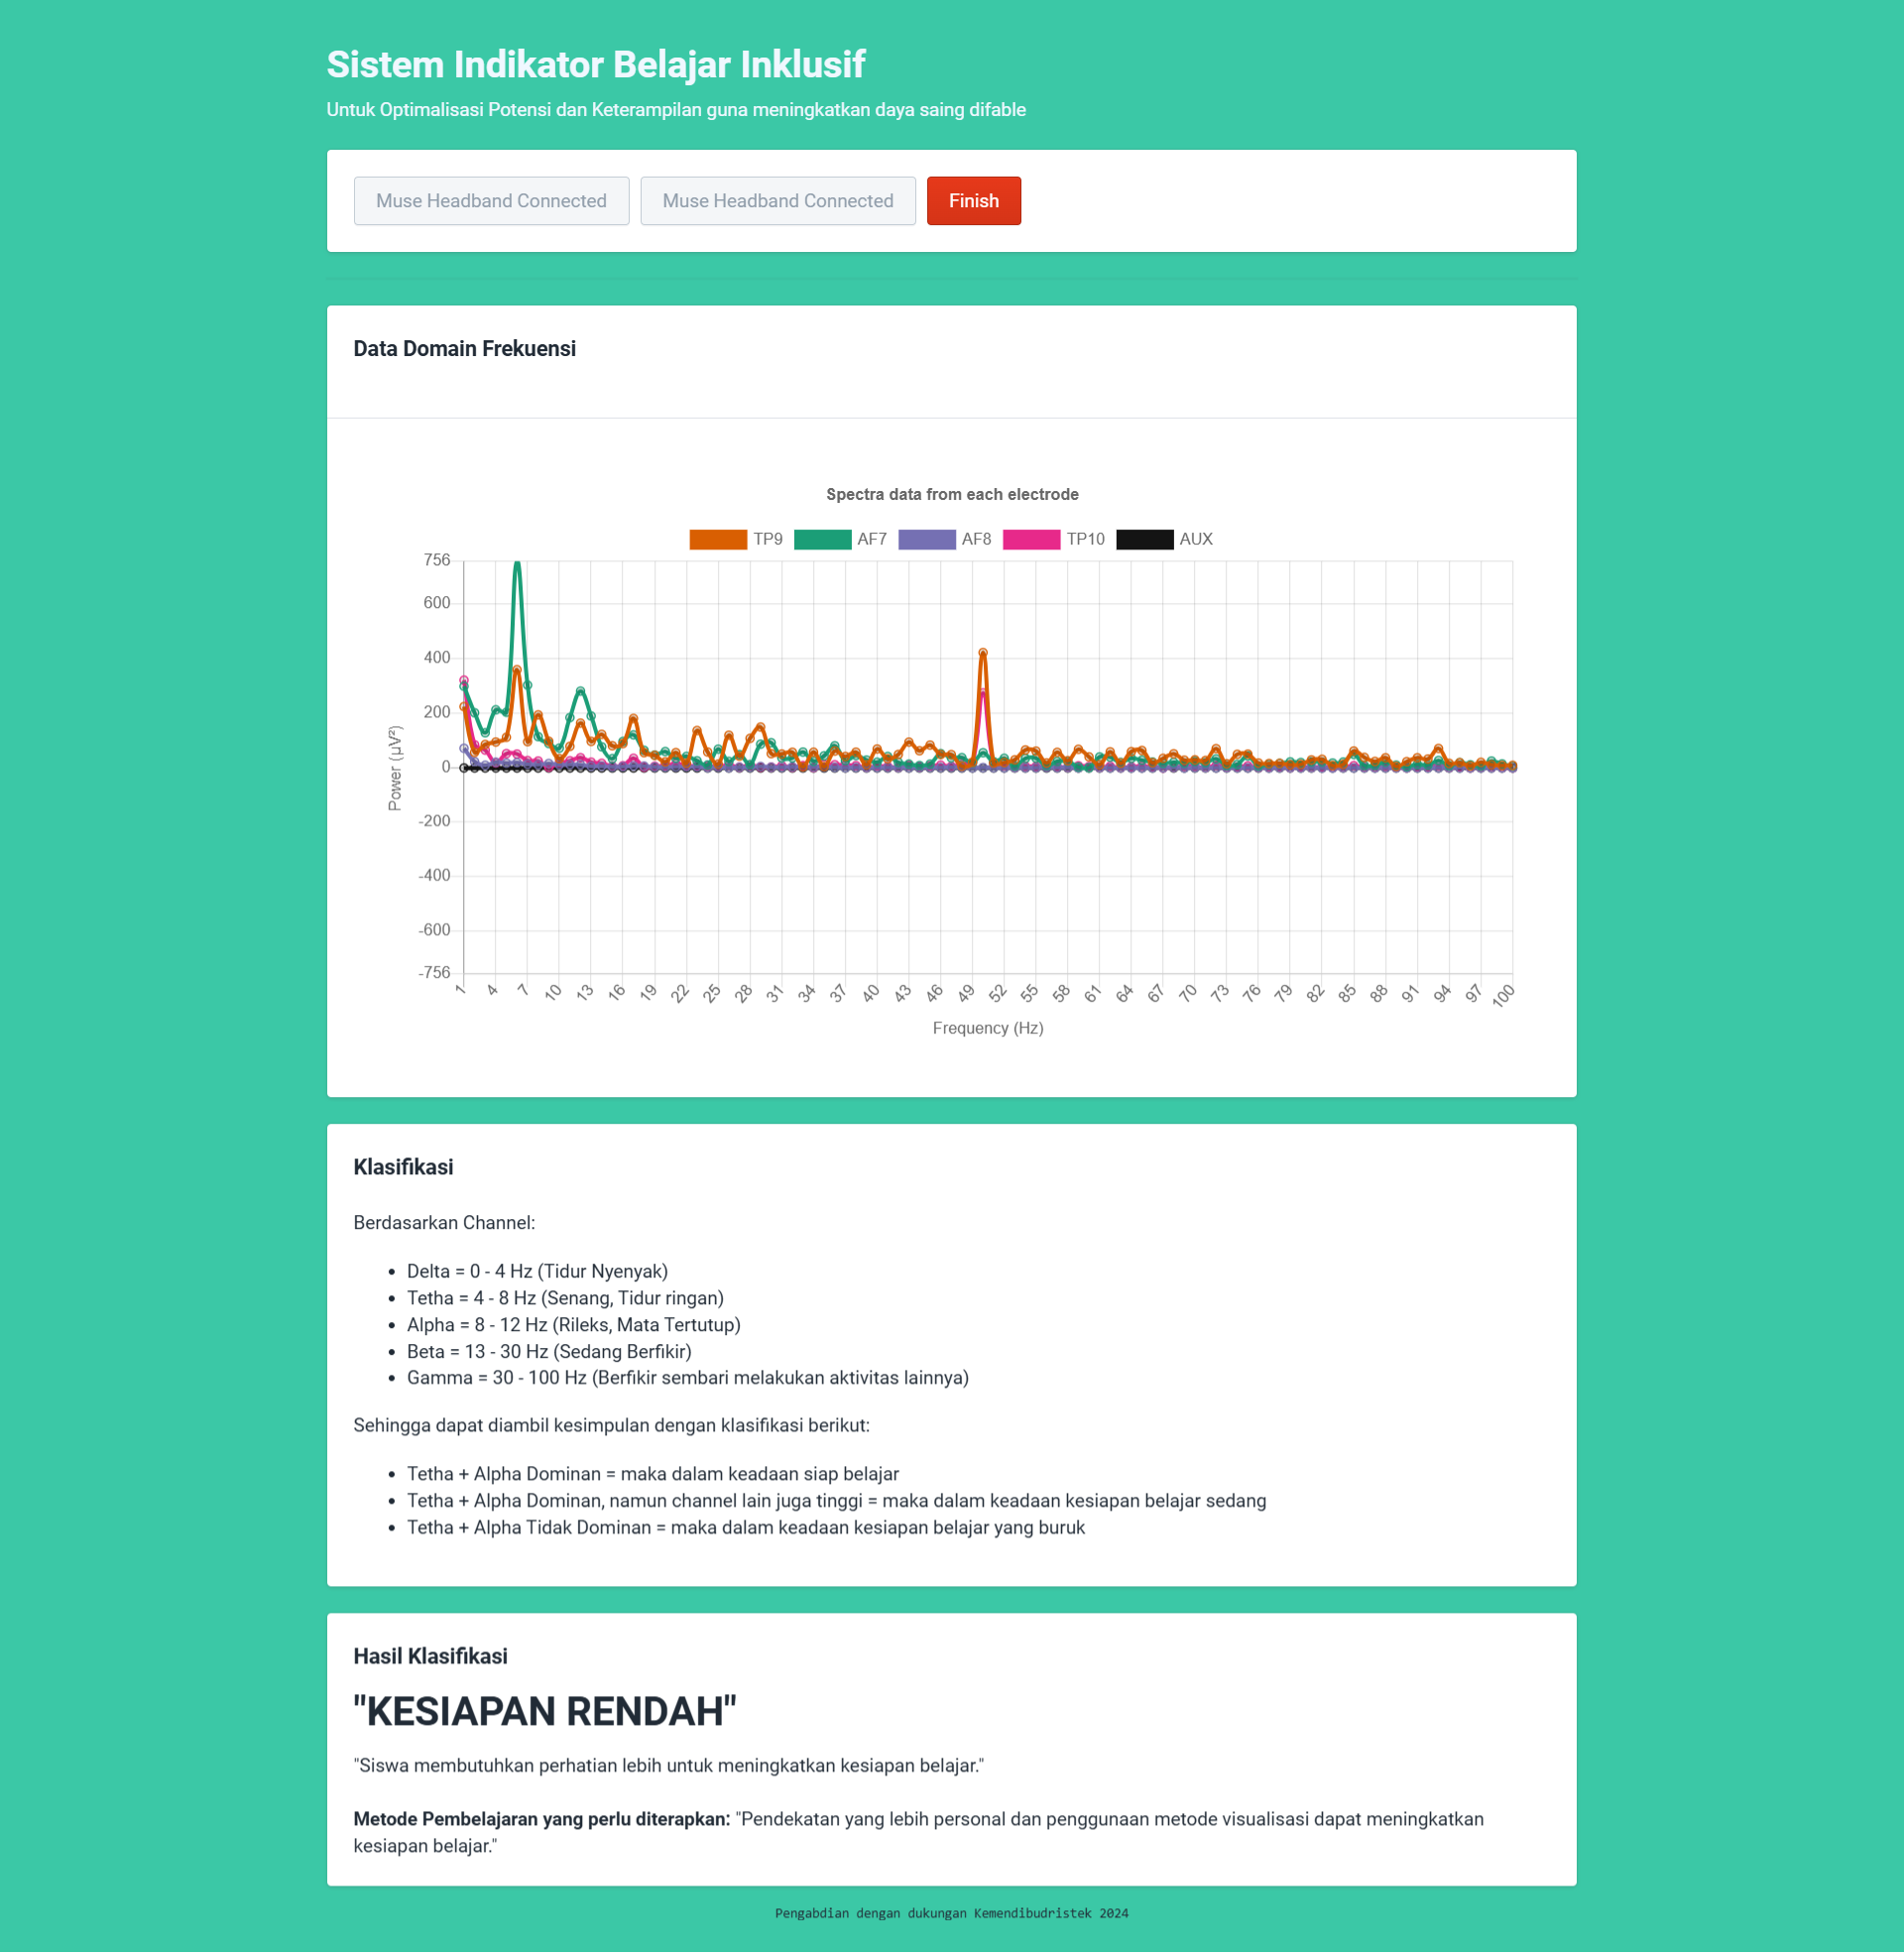 Sistem Indikator Belajar Inklusif
Untuk Optimalisasi Potensi dan Keterampilan guna meningkatkan daya saing difable
Muse Headband Connected
Muse Headband Connected
Finish
Data Domain Frekuensi
Spectra data from each electrode
TP9 AF7 AF8 TP10 AUX
756
600
400
200
0
-200
-400
-600
-756
Power (μV²)
1 4 7 10 13 16 19 22 25 28 31 34 37 40 43 46 49 52 55 58 61 64 67 70 73 76 79 82 85 88 91 94 97 100
Frequency (Hz)
Klasifikasi
Berdasarkan Channel:
• Delta = 0 - 4 Hz (Tidur Nyenyak)
• Tetha = 4 - 8 Hz (Senang, Tidur ringan)
• Alpha = 8 - 12 Hz (Rileks, Mata Tertutup)
• Beta = 13 - 30 Hz (Sedang Berfikir)
• Gamma = 30 - 100 Hz (Berfikir sembari melakukan aktivitas lainnya)
Sehingga dapat diambil kesimpulan dengan klasifikasi berikut:
• Tetha + Alpha Dominan = maka dalam keadaan siap belajar
• Tetha + Alpha Dominan, namun channel lain juga tinggi = maka dalam keadaan kesiapan belajar sedang
• Tetha + Alpha Tidak Dominan = maka dalam keadaan kesiapan belajar yang buruk
Hasil Klasifikasi
"KESIAPAN RENDAH"
"Siswa membutuhkan perhatian lebih untuk meningkatkan kesiapan belajar."
Metode Pembelajaran yang perlu diterapkan: "Pendekatan yang lebih personal dan penggunaan metode visualisasi dapat meningkatkan
kesiapan belajar."
Pengabdian dengan dukungan Kemendibudristek 2024